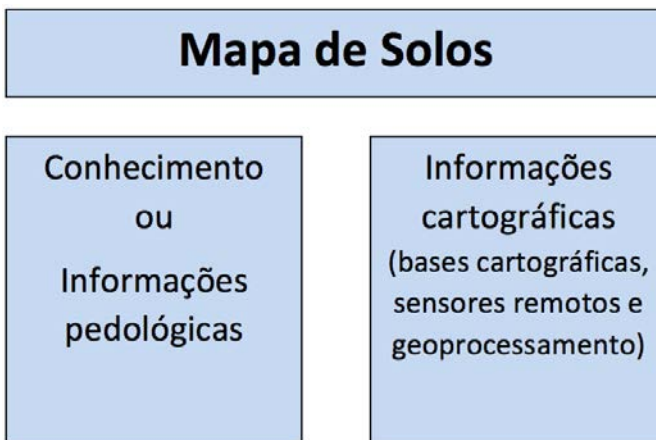 Mapa de Solos
Conhecimento
ou
Informações
pedológicas
Informações
cartográficas
(bases cartográficas,
sensores remotos e
geoprocessamento)